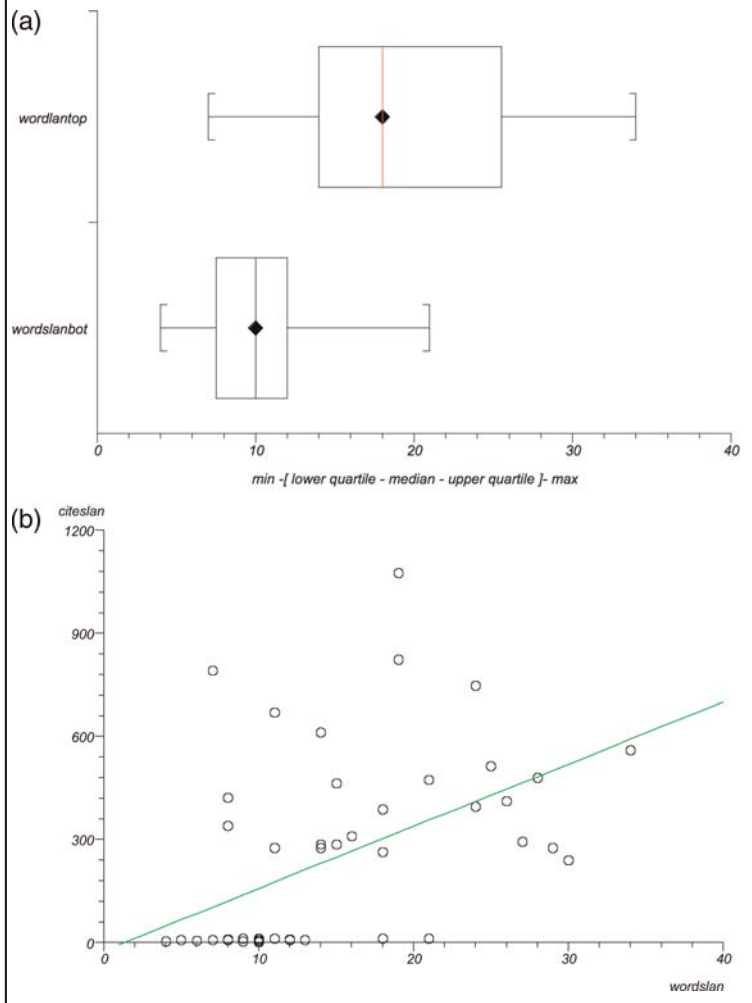 (a)
wordlantop
wordslanbot
0 10 20 30 40
min -[ lower quartile - median - upper quartile ]- max
(b)
citeslan
1200
900
600
300
0
0 10 20 30 40
wordslan